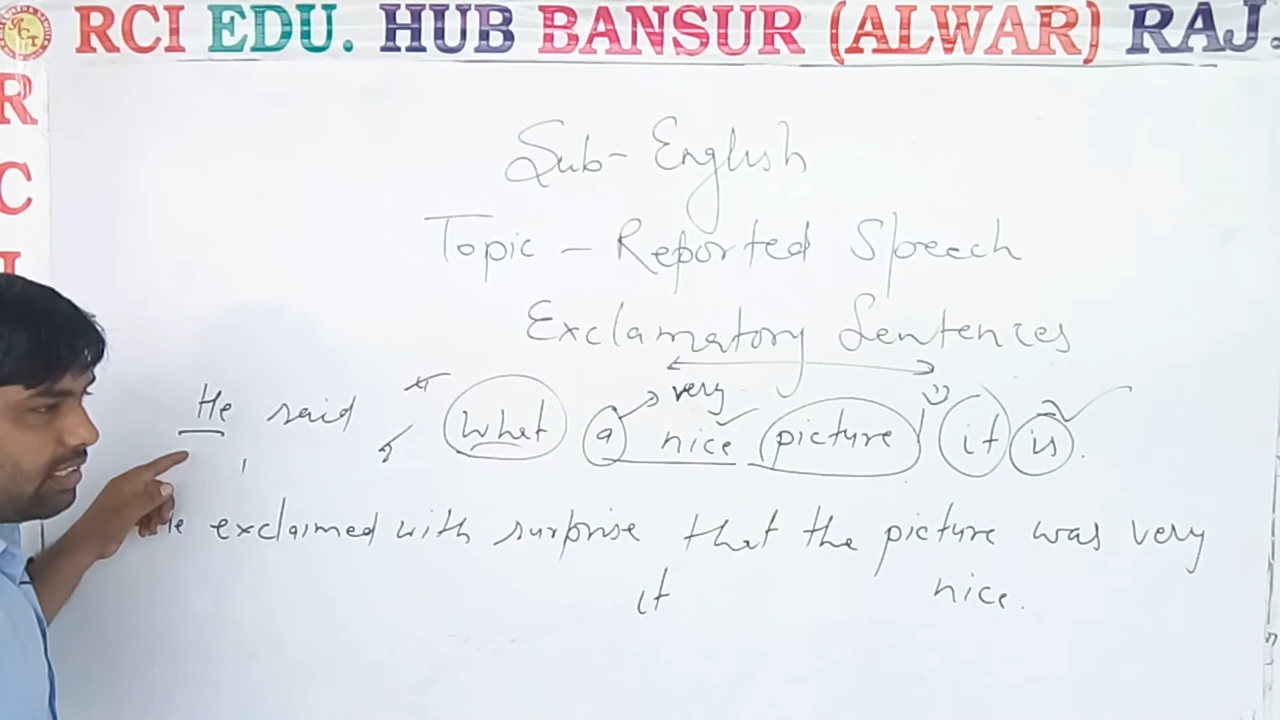 RCI EDU. HUB BANSUR (ALWAR) RAJ.
R
C
I
Sub- English
Topic - Reported Speech
Exclamatory Sentences
very
He said What a nice picture ! it is.
He exclaimed with surprise that the picture was very
it nice.